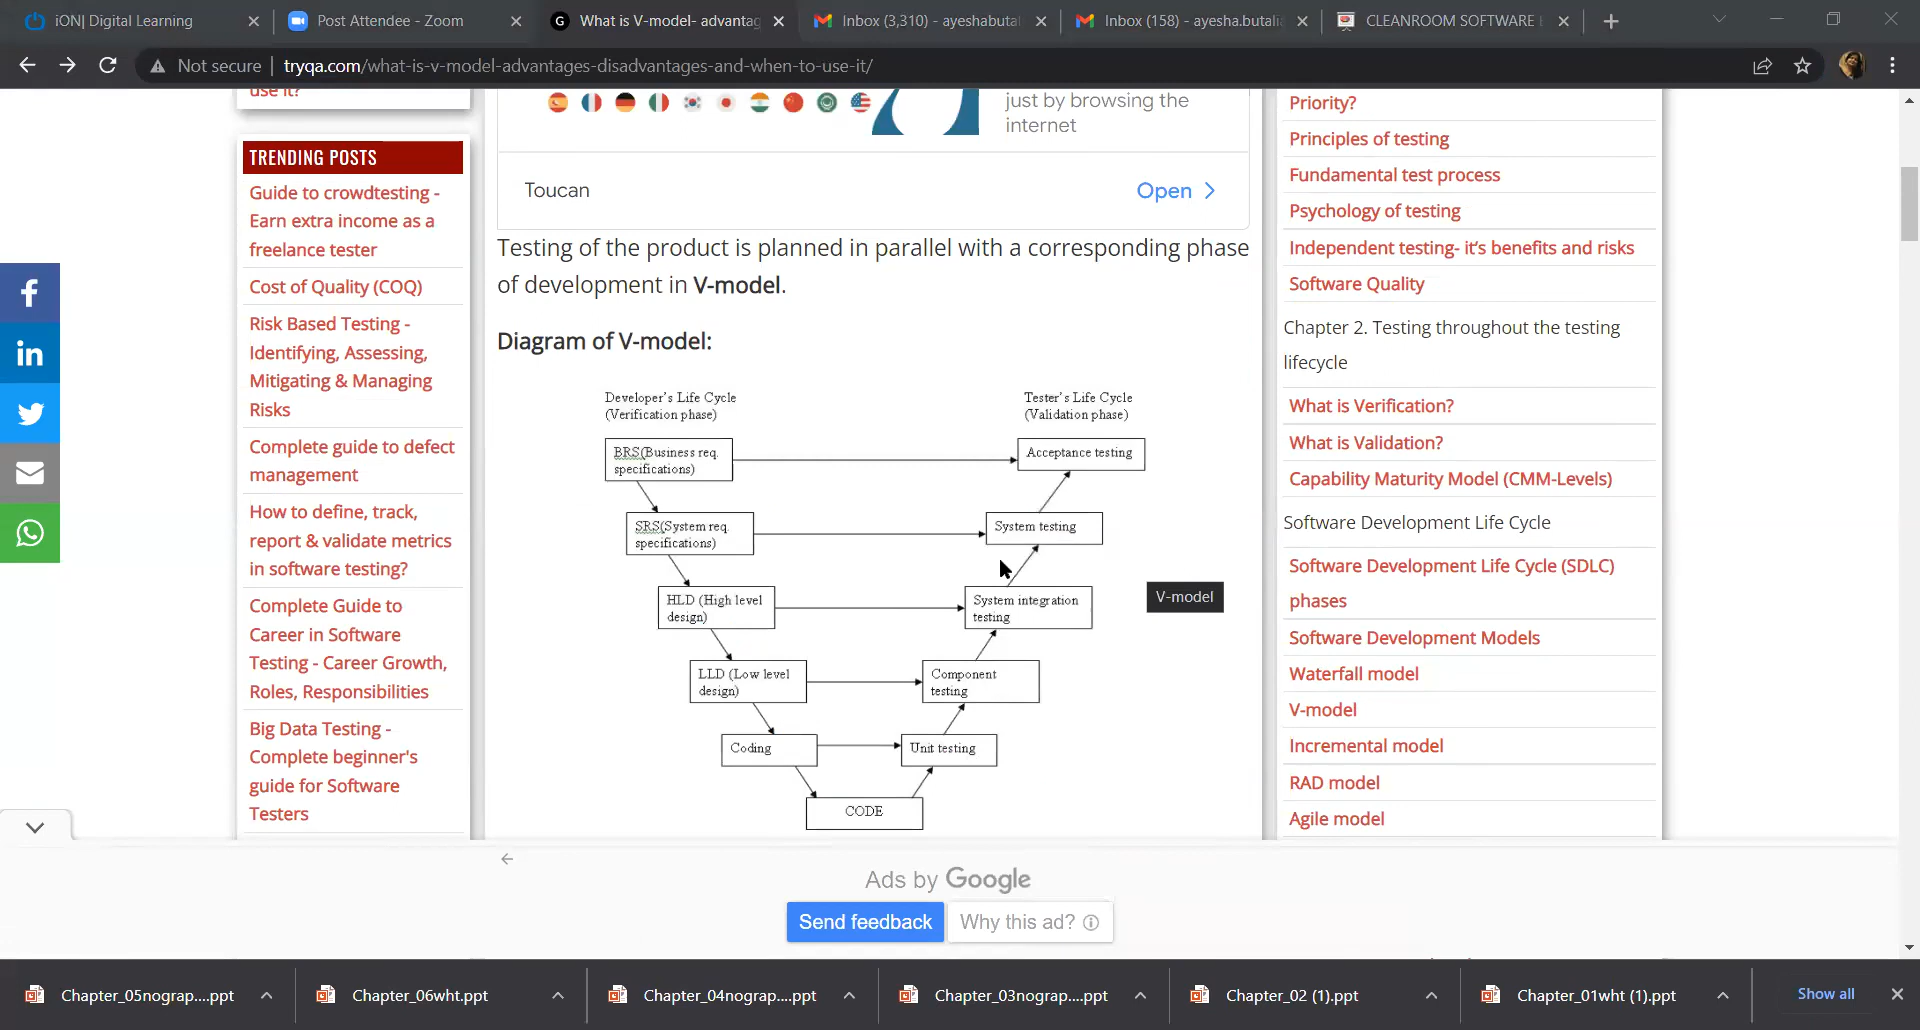 iON| Digital Learning
Post Attendee - Zoom
What is V-model- advantag
Inbox (3,310) - ayeshabutal
Inbox (158) - ayesha.butalia
CLEANROOM SOFTWARE
Not secure
tryqa.com/what-is-v-model-advantages-disadvantages-and-when-to-use-it/
use it?
TRENDING POSTS
Guide to crowdtesting -
Earn extra income as a
freelance tester
Cost of Quality (COQ)
Risk Based Testing -
Identifying, Assessing,
Mitigating & Managing
Risks
Complete guide to defect
management
How to define, track,
report & validate metrics
in software testing?
Complete Guide to
Career in Software
Testing - Career Growth,
Roles, Responsibilities
Big Data Testing -
Complete beginner's
guide for Software
Testers
just by browsing the
internet
Toucan
Open
Testing of the product is planned in parallel with a corresponding phase
of development in V-model.
Diagram of V-model:
Developer's Life Cycle
(Verification phase)
Tester's Life Cycle
(Validation phase)
BRS(Business req.
specifications)
Acceptance testing
SRS(System req.
specifications)
System testing
HLD (High level
design)
System integration
testing
V-model
LLD (Low level
design)
Component
testing
Coding
Unit testing
CODE
Priority?
Principles of testing
Fundamental test process
Psychology of testing
Independent testing- it’s benefits and risks
Software Quality
Chapter 2. Testing throughout the testing
lifecycle
What is Verification?
What is Validation?
Capability Maturity Model (CMM-Levels)
Software Development Life Cycle
Software Development Life Cycle (SDLC)
phases
Software Development Models
Waterfall model
V-model
Incremental model
RAD model
Agile model
Ads by Google
Send feedback
Why this ad?
Chapter_05nograp....ppt
Chapter_06wht.ppt
Chapter_04nograp....ppt
Chapter_03nograp....ppt
Chapter_02 (1).ppt
Chapter_01wht (1).ppt
Show all